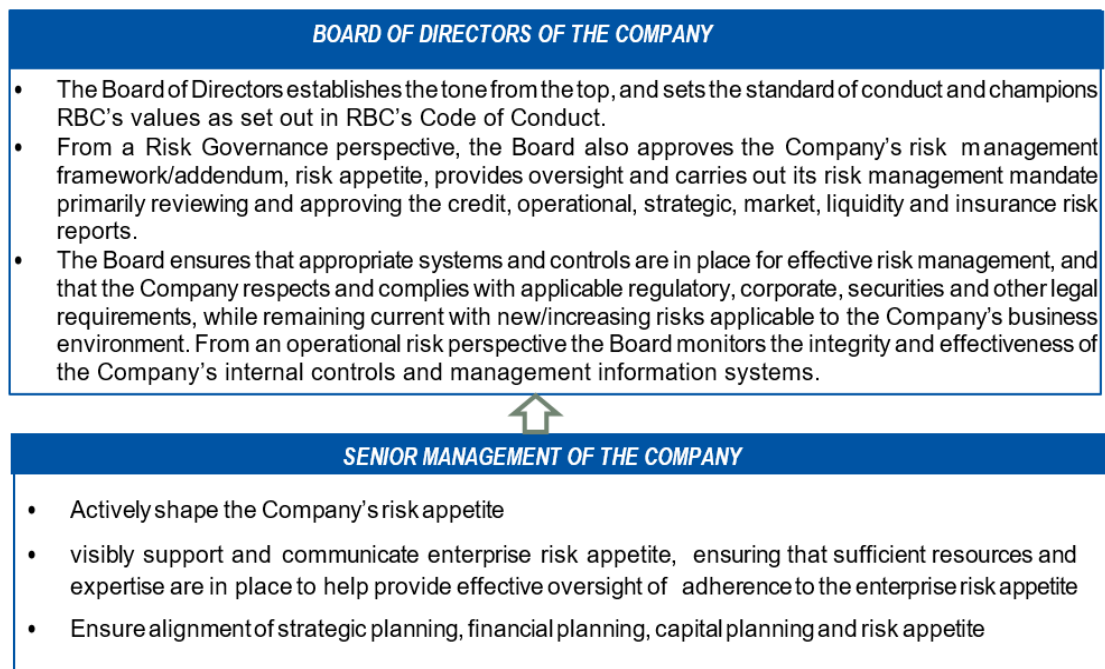 BOARD OF DIRECTORS OF THE COMPANY
• The Board of Directors establishes the tone from the top, and sets the standard of conduct and champions
RBC's values as set out in RBC's Code of Conduct.
• From a Risk Governance perspective, the Board also approves the Company's risk management
framework/addendum, risk appetite, provides oversight and carries out its risk management mandate
primarily reviewing and approving the credit, operational, strategic, market, liquidity and insurance risk
reports.
• The Board ensures that appropriate systems and controls are in place for effective risk management, and
that the Company respects and complies with applicable regulatory, corporate, securities and other legal
requirements, while remaining current with new/increasing risks applicable to the Company's business
environment. From an operational risk perspective the Board monitors the integrity and effectiveness of
the Company's internal controls and management information systems.
SENIOR MANAGEMENT OF THE COMPANY
• Actively shape the Company's risk appetite
• visibly support and communicate enterprise risk appetite, ensuring that sufficient resources and
expertise are in place to help provide effective oversight of adherence to the enterprise risk appetite
• Ensure alignment of strategic planning, financial planning, capital planning and risk appetite